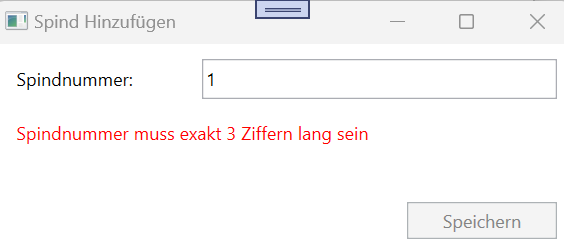 Spind Hinzufügen
Spindnummer: 1
Spindnummer muss exakt 3 Ziffern lang sein
Speichern